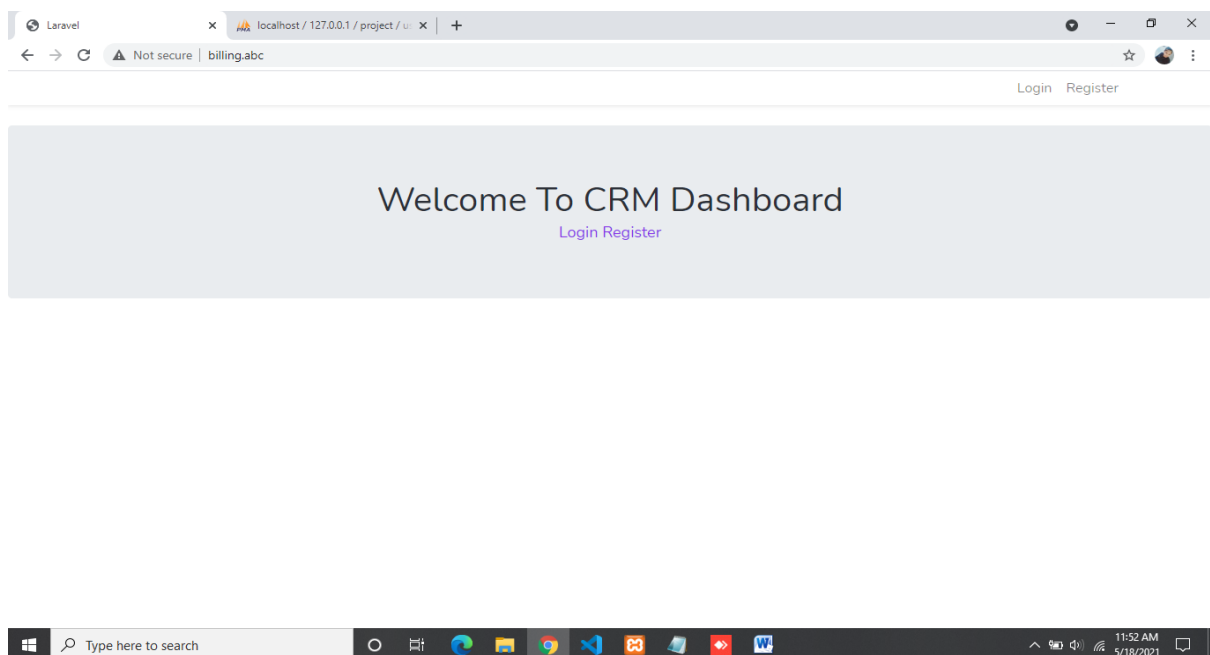 Laravel
localhost / 127.0.0.1 / project / u
Not secure | billing.abc
Login Register
Welcome To CRM Dashboard
Login Register
Type here to search
11:52 AM
5/18/2021